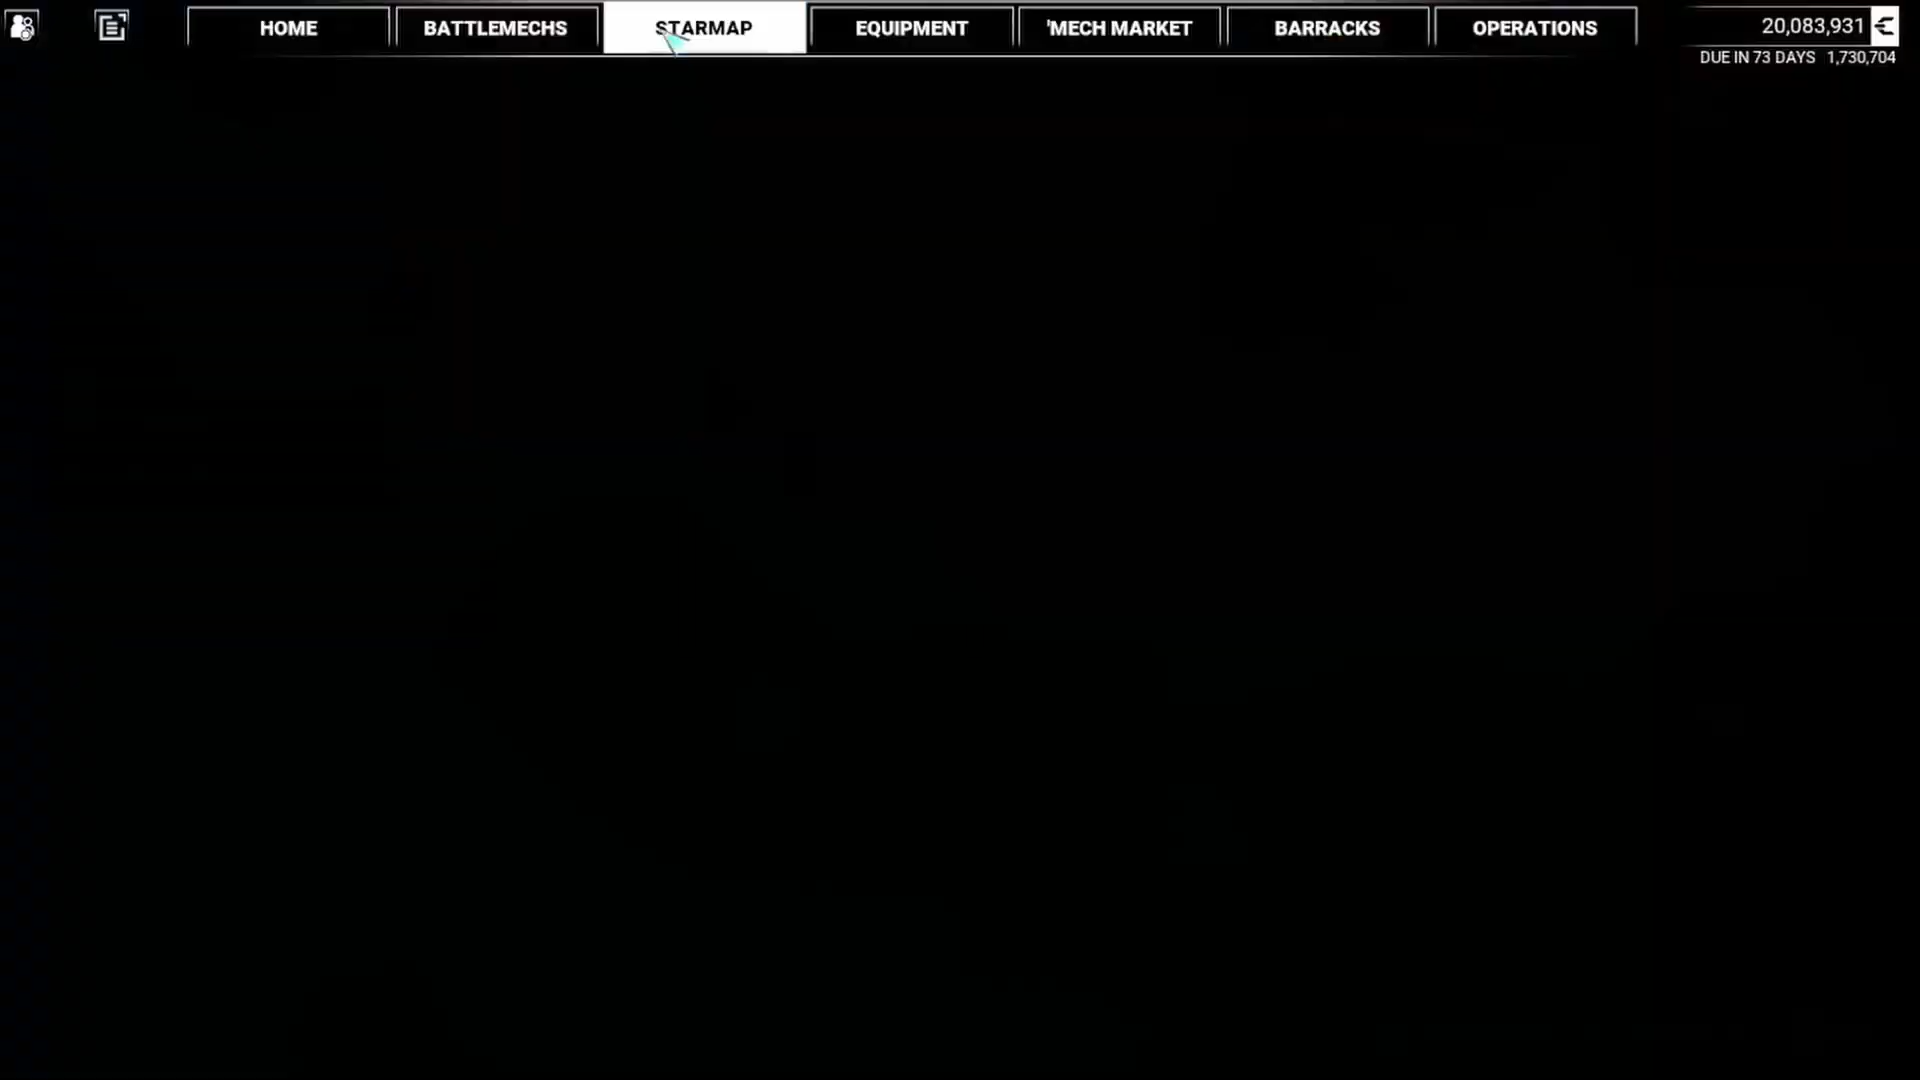 HOME
BATTLEMECHS
STARMAP
EQUIPMENT
'MECH MARKET
BARRACKS
OPERATIONS
20,083,931
DUE IN 73 DAYS 1,730,704